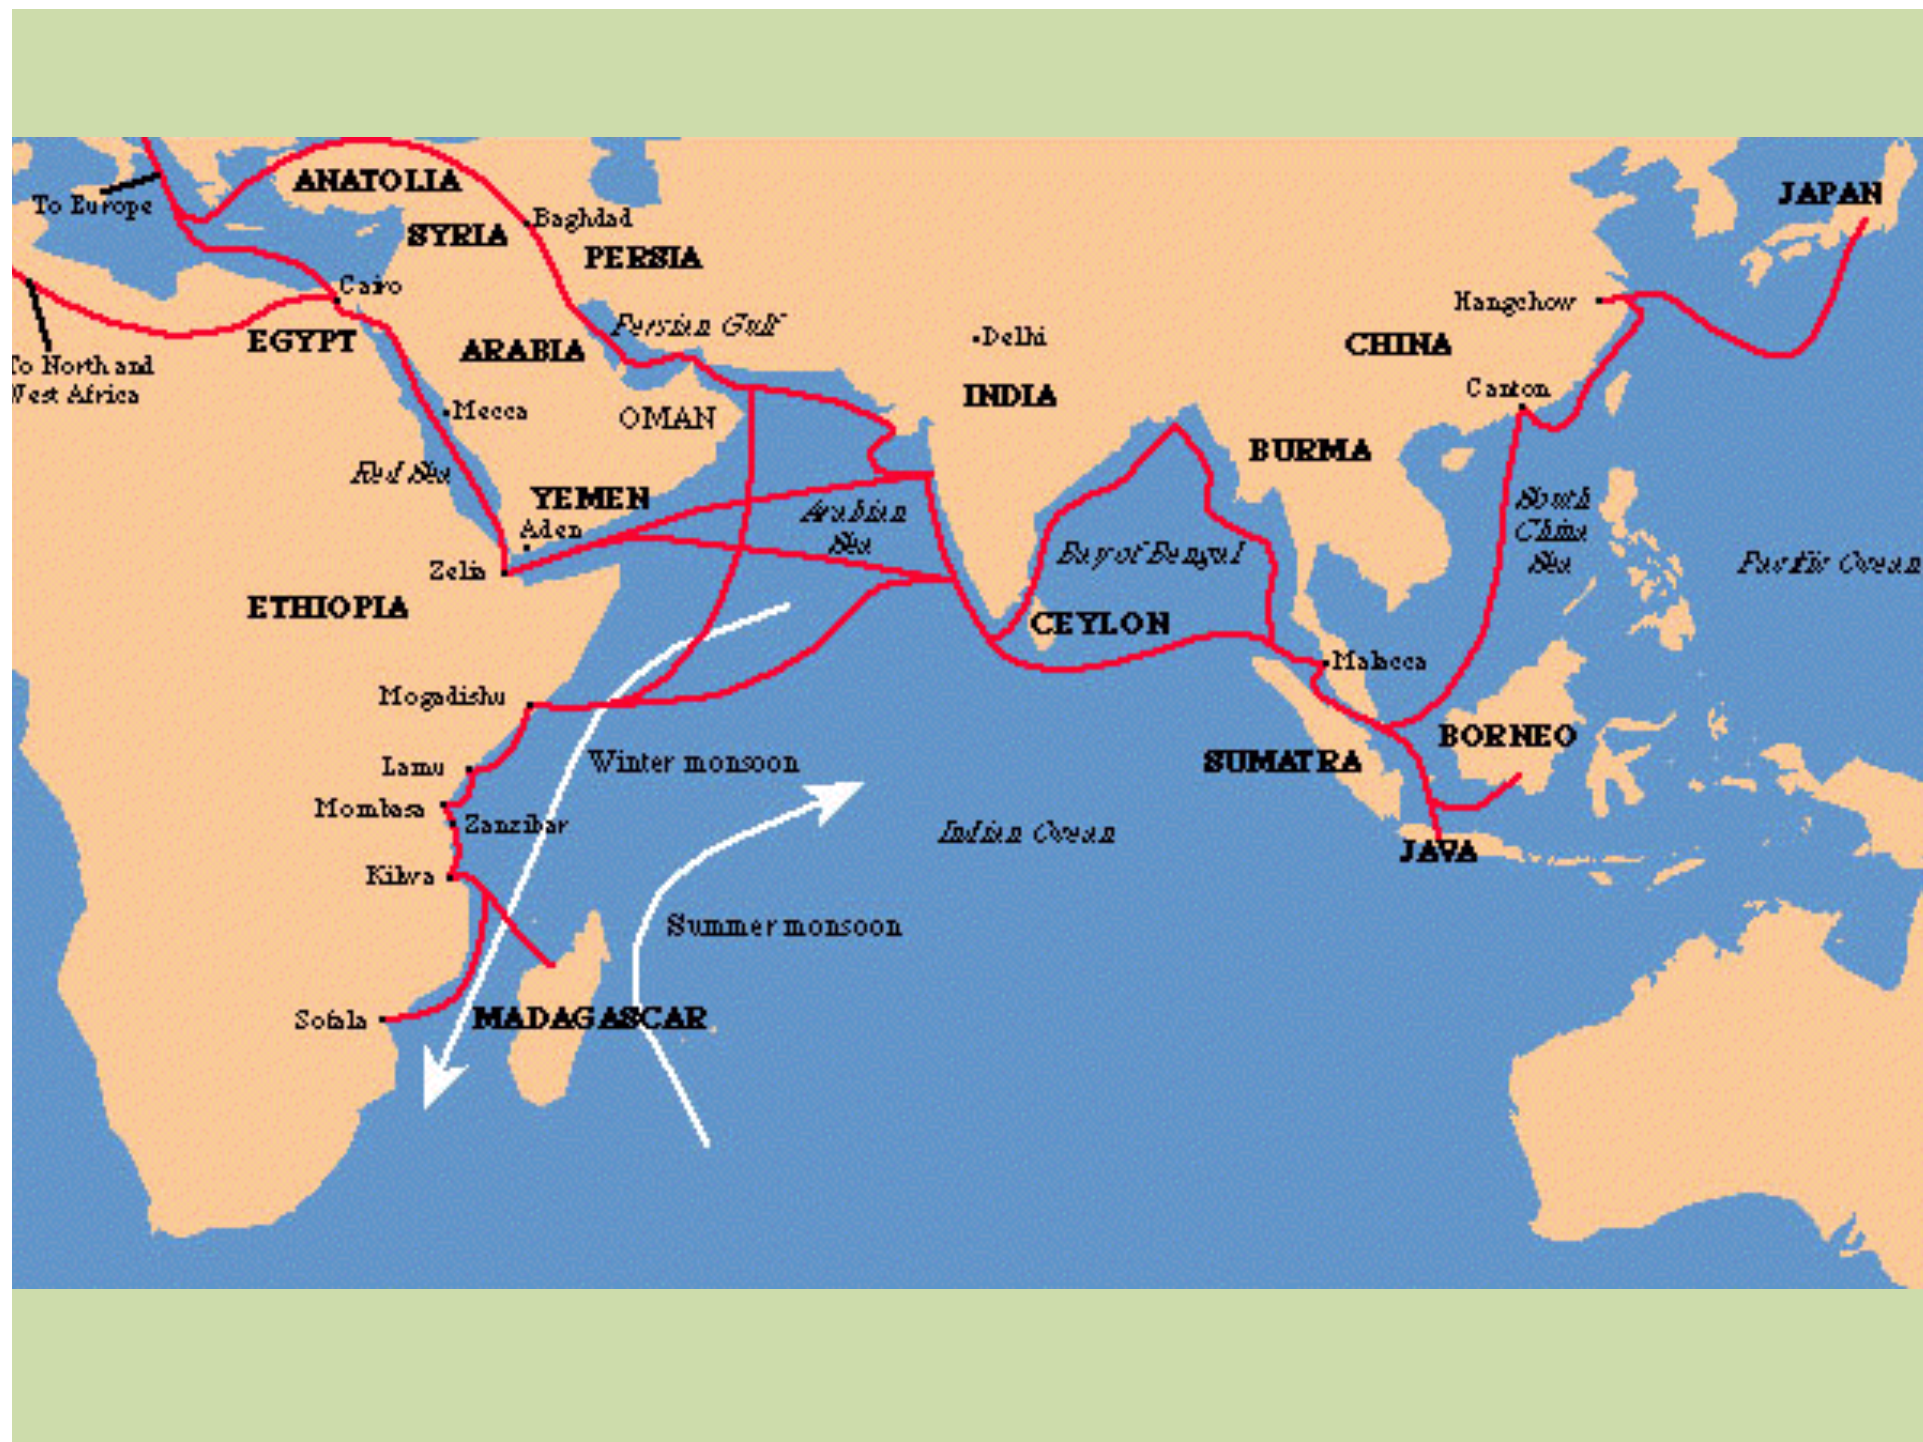 ANATOLIA
JAPAN
To Europe
Baghdad
SYRIA
PERSIA
Cairo
Hangchow
Persian Gulf
Delhi
EGYPT
ARABIA
CHINA
To North and
West Africa
INDIA
Canton
Mecca
OMAN
BURMA
Red Sea
YEMEN
Arabian
Sea
South
China
Sea
Aden
Bay of Bengal
Pacific Ocean
Zelia
ETHIOPIA
CEYLON
Malacca
Mogadishu
BORNEO
Winter monsoon
SUMATRA
Lamu
Mombasa
Zanzibar
Indian Ocean
JAVA
Kilwa
Summer monsoon
Sofala
MADAGASCAR